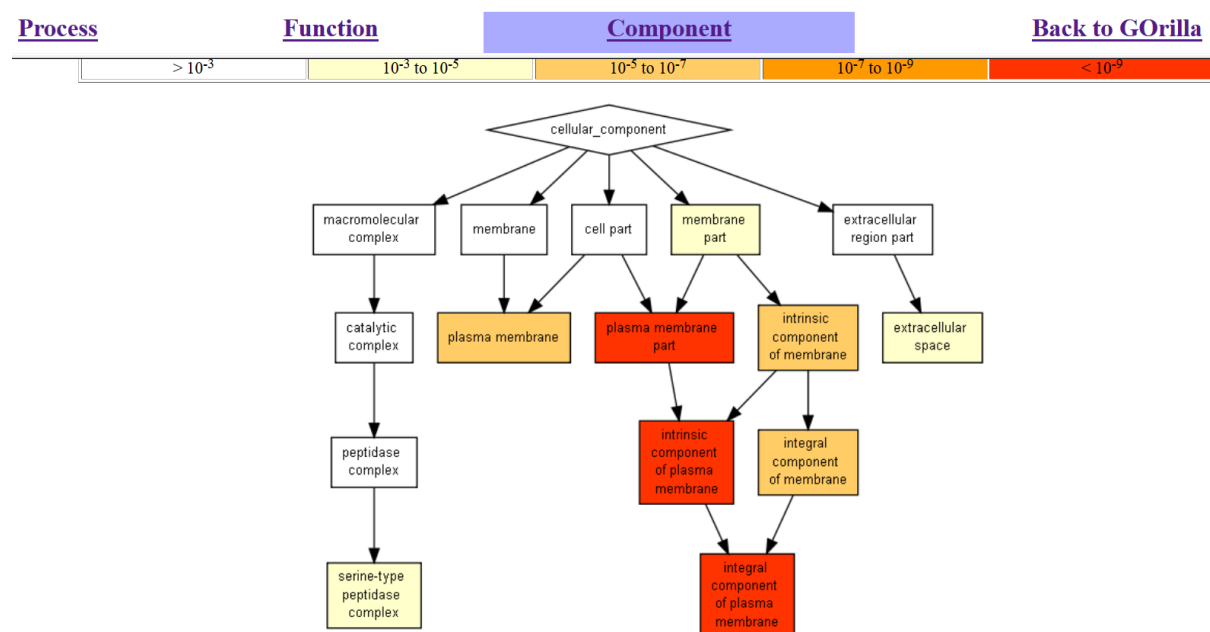 Process Function Component Back to GOrilla
> 10-3 10-3 to 10-5 10-5 to 10-7 10-7 to 10-9 < 10-9
cellular_component
macromolecular
complex
membrane
cell part
membrane
part
extracellular
region part
catalytic
complex
plasma membrane
plasma membrane
part
intrinsic
component
of membrane
extracellular
space
peptidase
complex
intrinsic
component
of plasma
membrane
integral
component
of membrane
serine-type
peptidase
complex
integral
component
of plasma
membrane